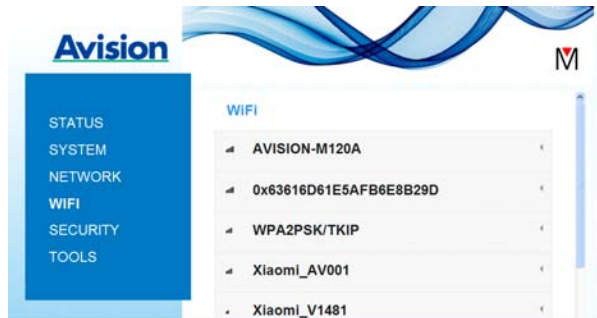 Avision
M
STATUS
SYSTEM
NETWORK
WIFI
SECURITY
TOOLS
WiFi
AVISION-M120A
0x63616D61E5AFB6E8B29D
WPA2PSK/TKIP
Xiaomi_AV001
Xiaomi_V1481